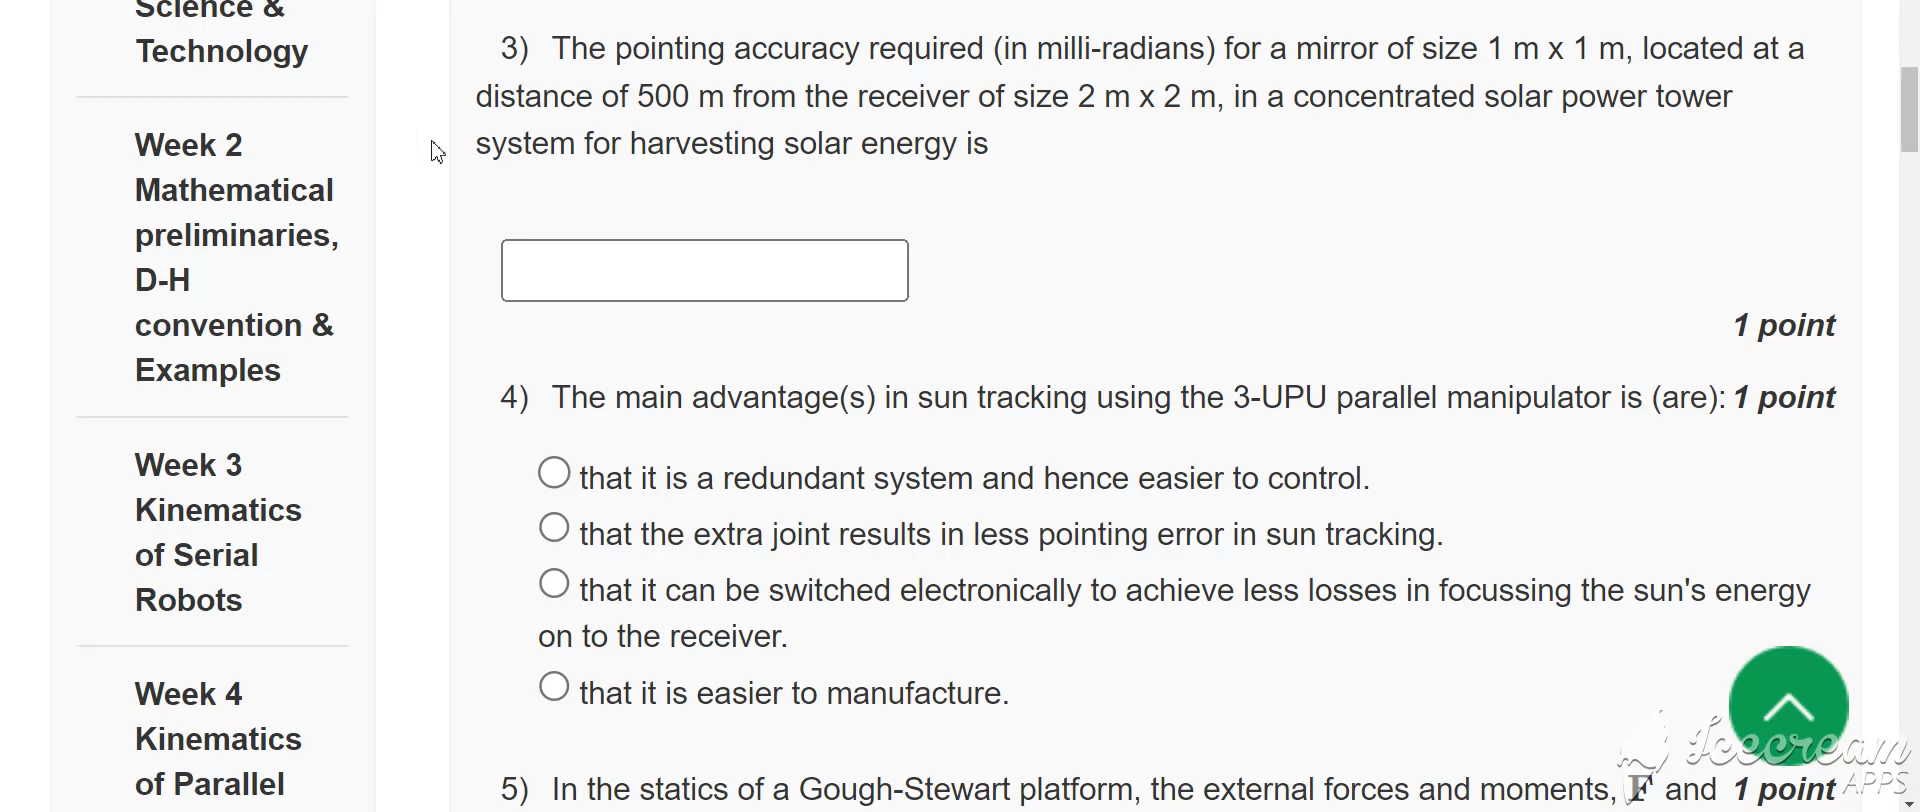 Science &
Technology
Week 2
Mathematical
preliminaries,
D-H
convention &
Examples
Week 3
Kinematics
of Serial
Robots
Week 4
Kinematics
of Parallel
3) The pointing accuracy required (in milli-radians) for a mirror of size 1 m x 1 m, located at a
distance of 500 m from the receiver of size 2 m x 2 m, in a concentrated solar power tower
system for harvesting solar energy is
1 point
4) The main advantage(s) in sun tracking using the 3-UPU parallel manipulator is (are): 1 point
that it is a redundant system and hence easier to control.
that the extra joint results in less pointing error in sun tracking.
that it can be switched electronically to achieve less losses in focussing the sun's energy
on to the receiver.
that it is easier to manufacture.
5) In the statics of a Gough-Stewart platform, the external forces and moments, F and 1 point
Icecream
APPS